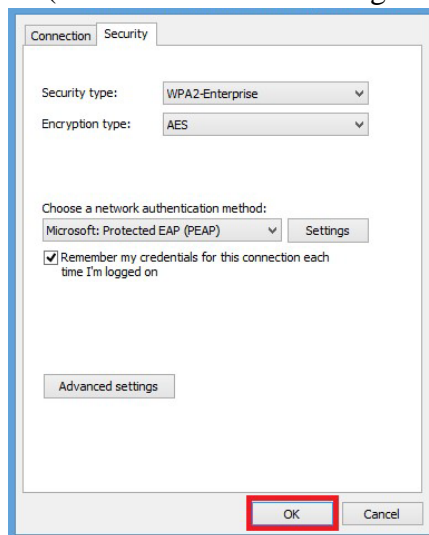 Connection Security
Security type: WPA2-Enterprise
Encryption type: AES
Choose a network authentication method:
Microsoft: Protected EAP (PEAP) Settings
Remember my credentials for this connection each
time I'm logged on
Advanced settings
OK Cancel